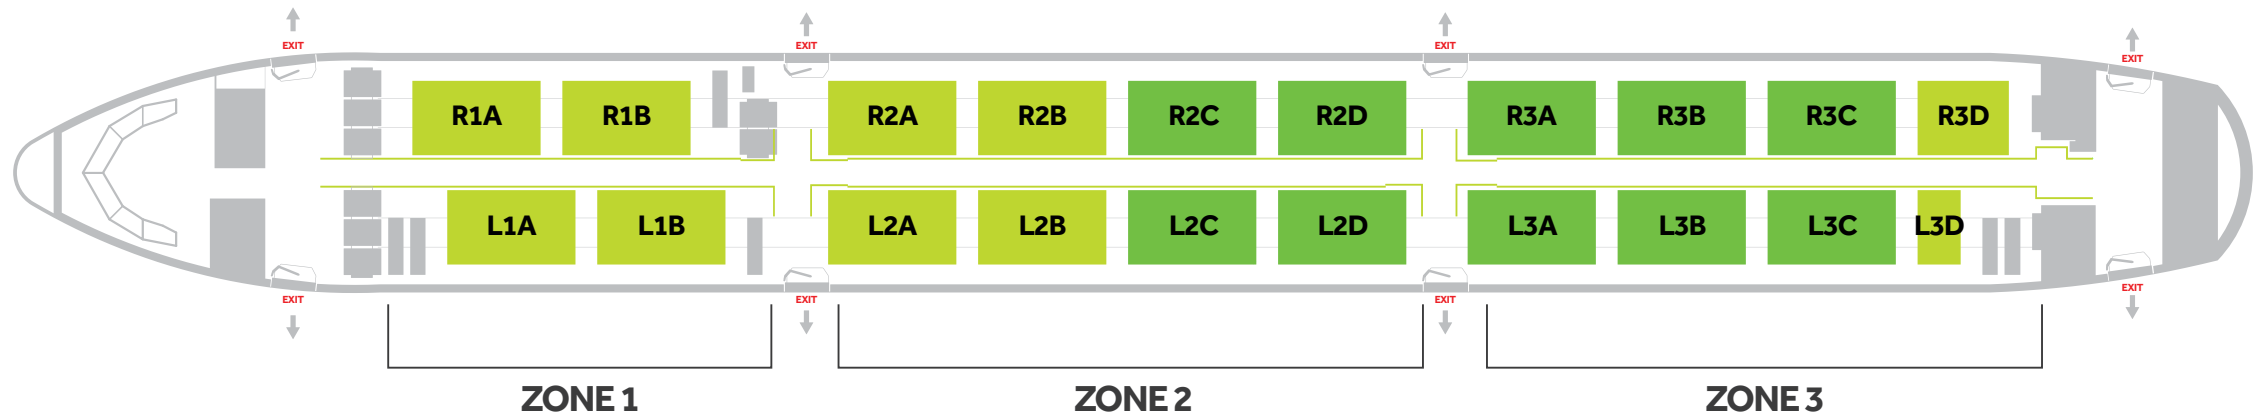 EXIT EXIT EXIT EXIT
R1A R1B R2A R2B R2C R2D R3A R3B R3C R3D
L1A L1B L2A L2B L2C L2D L3A L3B L3C L3D
EXIT EXIT EXIT EXIT
ZONE 1 ZONE 2 ZONE 3